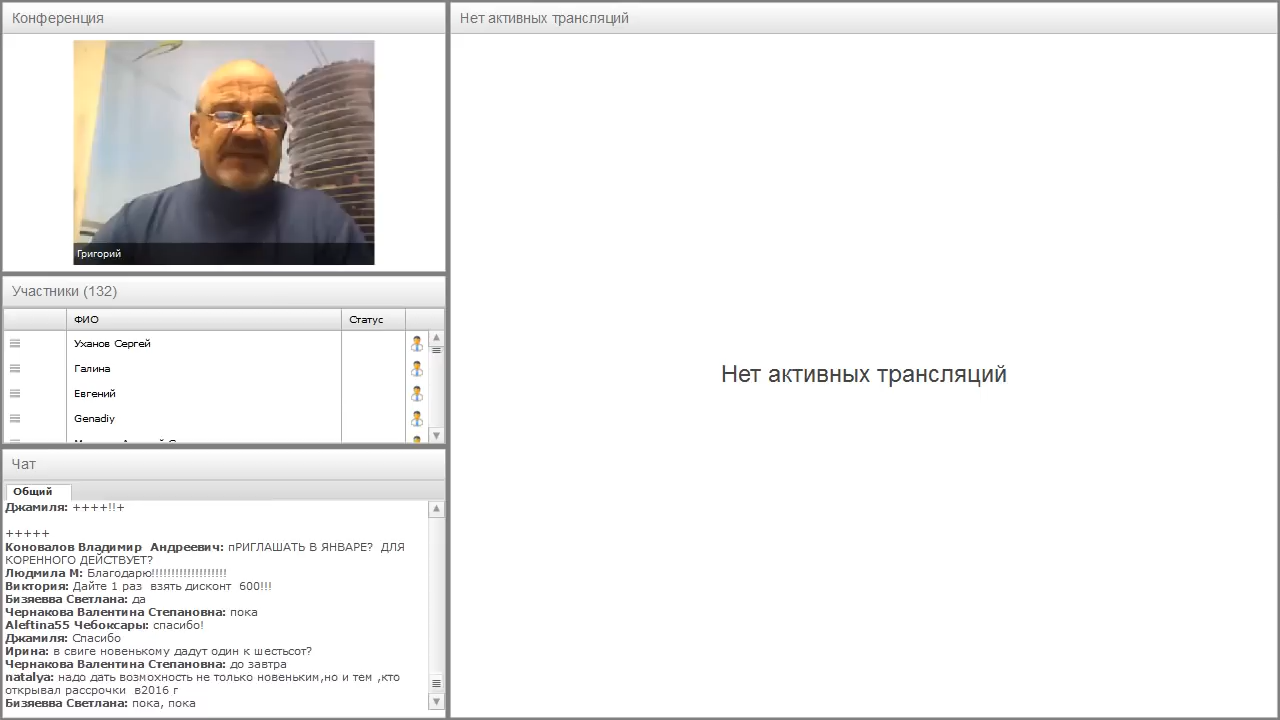 Конференция
Григорий
Участники (132)
ФИО Статус
Уханов Сергей
Галина
Евгений
Genadiy
Чат
Общий
Джамиля: ++++!!+
+++++
Коновалов Владимир Андреевич: пРИГЛАШАТЬ В ЯНВАРЕ? ДЛЯ
КОРЕННОГО ДЕЙСТВУЕТ?
Людмила М: Благодарю!!!!!!!!!!!!!!!!!!!
Виктория: Дайте 1 раз взять дисконт 600!!!
Бизяевва Светлана: да
Чернакова Валентина Степановна: пока
Aleftina55 Чебоксары: спасибо!
Джамиля: Спасибо
Ирина: в свиге новенькому дадут один к шестьсот?
Чернакова Валентина Степановна: до завтра
natalya: надо дать возмохность не только новеньким,но и тем ,кто
открывал рассрочки в2016 г
Бизяевва Светлана: пока, пока
Нет активных трансляций
Нет активных трансляций